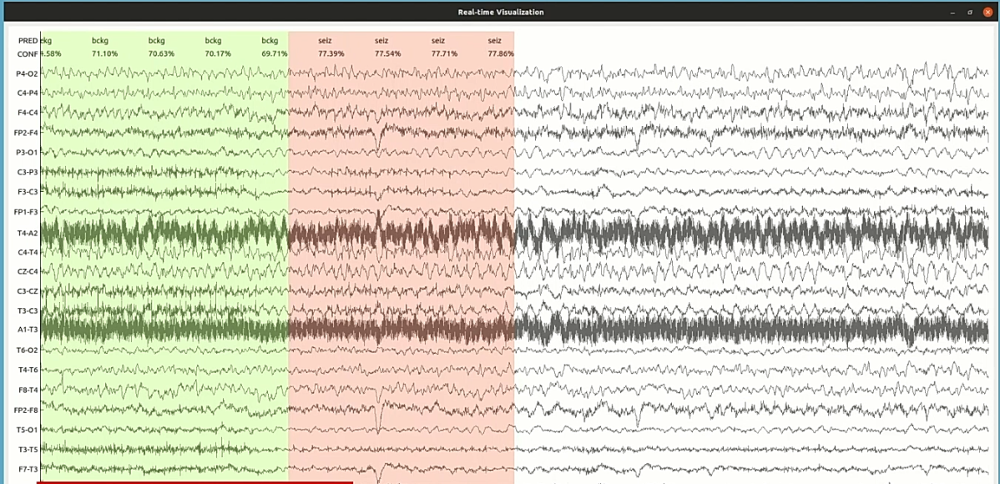 Real-time Visualization
PRED ckg bckg bckg bckg bckg seiz seiz seiz seiz
CONF 4.58% 71.10% 70.63% 70.17% 69.71% 77.39% 77.54% 77.71% 77.86%
P4-O2
C4-P4
F4-C4
FP2-F4
P3-O1
C3-P3
F3-C3
FP1-F3
T4-A2
C4-T4
CZ-C4
C3-CZ
T3-C3
A1-T3
T6-O2
T4-T6
F8-T4
FP2-F8
T5-O1
T3-T5
F7-T3